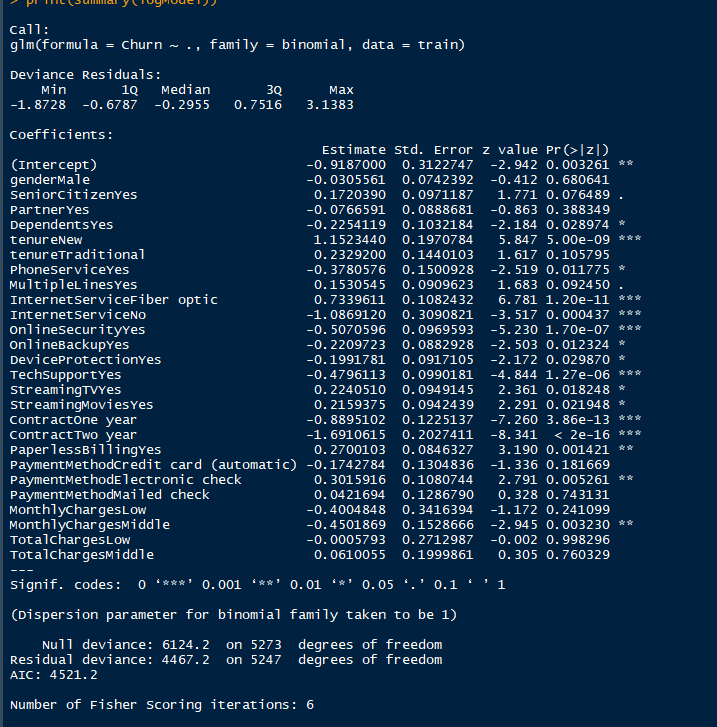 > print(summary(logModel))
Call:
glm(formula = Churn ~ ., family = binomial, data = train)
Deviance Residuals:
    Min       1Q   Median       3Q      Max
-1.8728  -0.6787  -0.2955   0.7516   3.1383
Coefficients:
                                       Estimate Std. Error z value Pr(>|z|)
(Intercept)                          -0.9187000  0.3122747  -2.942 0.003261 **
genderMale                           -0.0305561  0.0742392  -0.412 0.680641
SeniorCitizenYes                      0.1720390  0.0971187   1.771 0.076489 .
PartnerYes                           -0.0766591  0.0888681  -0.863 0.388349
DependentsYes                        -0.2254119  0.1032184  -2.184 0.028974 *
tenureNew                             1.1523440  0.1970784   5.847 5.00e-09 ***
tenureTraditional                     0.2329200  0.1440103   1.617 0.105795
PhoneServiceYes                      -0.3780576  0.1500928  -2.519 0.011775 *
MultipleLinesYes                      0.1530545  0.0909623   1.683 0.092450 .
InternetServiceFiber optic            0.7339611  0.1082432   6.781 1.20e-11 ***
InternetServiceNo                    -1.0869120  0.3090821  -3.517 0.000437 ***
OnlineSecurityYes                    -0.5070596  0.0969593  -5.230 1.70e-07 ***
OnlineBackupYes                      -0.2209723  0.0882928  -2.503 0.012324 *
DeviceProtectionYes                  -0.1991781  0.0917105  -2.172 0.029870 *
TechSupportYes                       -0.4796113  0.0990181  -4.844 1.27e-06 ***
StreamingTVYes                        0.2240510  0.0949145   2.361 0.018248 *
StreamingMoviesYes                    0.2159375  0.0942439   2.291 0.021948 *
ContractOne year                     -0.8895102  0.1225137  -7.260 3.86e-13 ***
ContractTwo year                     -1.6910615  0.2027411  -8.341  < 2e-16 ***
PaperlessBillingYes                   0.2700103  0.0846327   3.190 0.001421 **
PaymentMethodCredit card (automatic) -0.1742784  0.1304836  -1.336 0.181669
PaymentMethodElectronic check         0.3015916  0.1080744   2.791 0.005261 **
PaymentMethodMailed check             0.0421694  0.1286790   0.328 0.743131
MonthlyChargesLow                    -0.4004848  0.3416394  -1.172 0.241099
MonthlyChargesMiddle                 -0.4501869  0.1528666  -2.945 0.003230 **
TotalChargesLow                      -0.0005793  0.2712987  -0.002 0.998296
TotalChargesMiddle                    0.0610055  0.1999861   0.305 0.760329
---
Signif. codes:  0 ‘***’ 0.001 ‘**’ 0.01 ‘*’ 0.05 ‘.’ 0.1 ‘ ’ 1
(Dispersion parameter for binomial family taken to be 1)
    Null deviance: 6124.2  on 5273  degrees of freedom
Residual deviance: 4467.2  on 5247  degrees of freedom
AIC: 4521.2
Number of Fisher Scoring iterations: 6